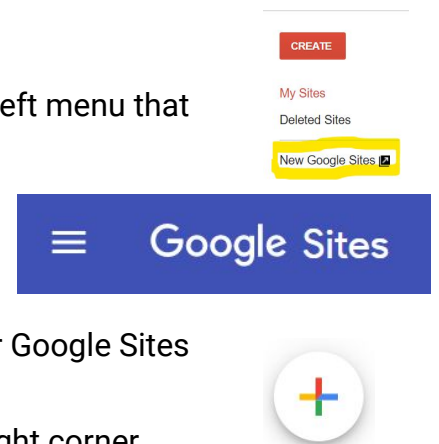 CREATE
My Sites
eft menu that
Deleted Sites
New Google Sites
Google Sites
r Google Sites
ght corner